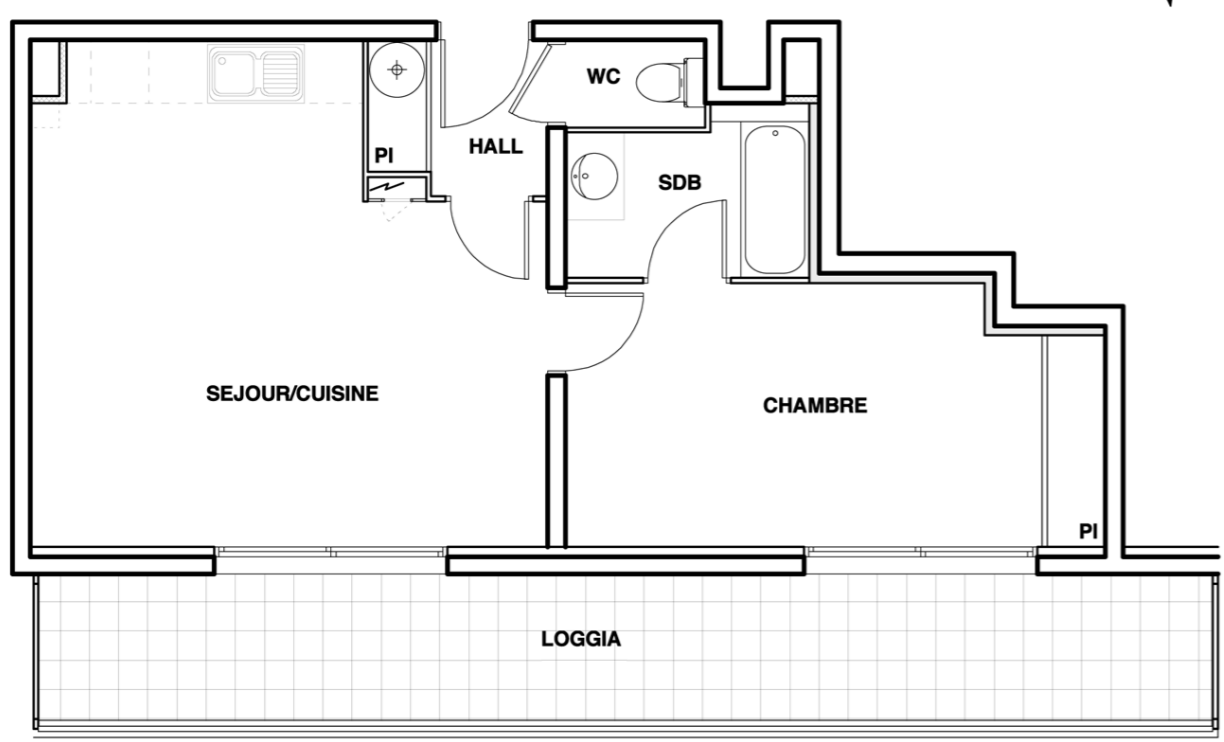 WC
HALL
PI
SDB
SEJOUR/CUISINE
CHAMBRE
PI
LOGGIA